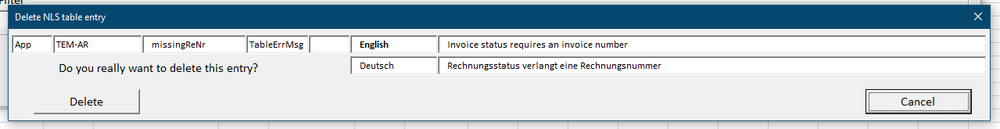 Filter
Delete NLS table entry
App TEM-AR missingReNr TableErrMsg English Invoice status requires an invoice number
Do you really want to delete this entry? Deutsch Rechnungsstatus verlangt eine Rechnungsnummer
Delete Cancel